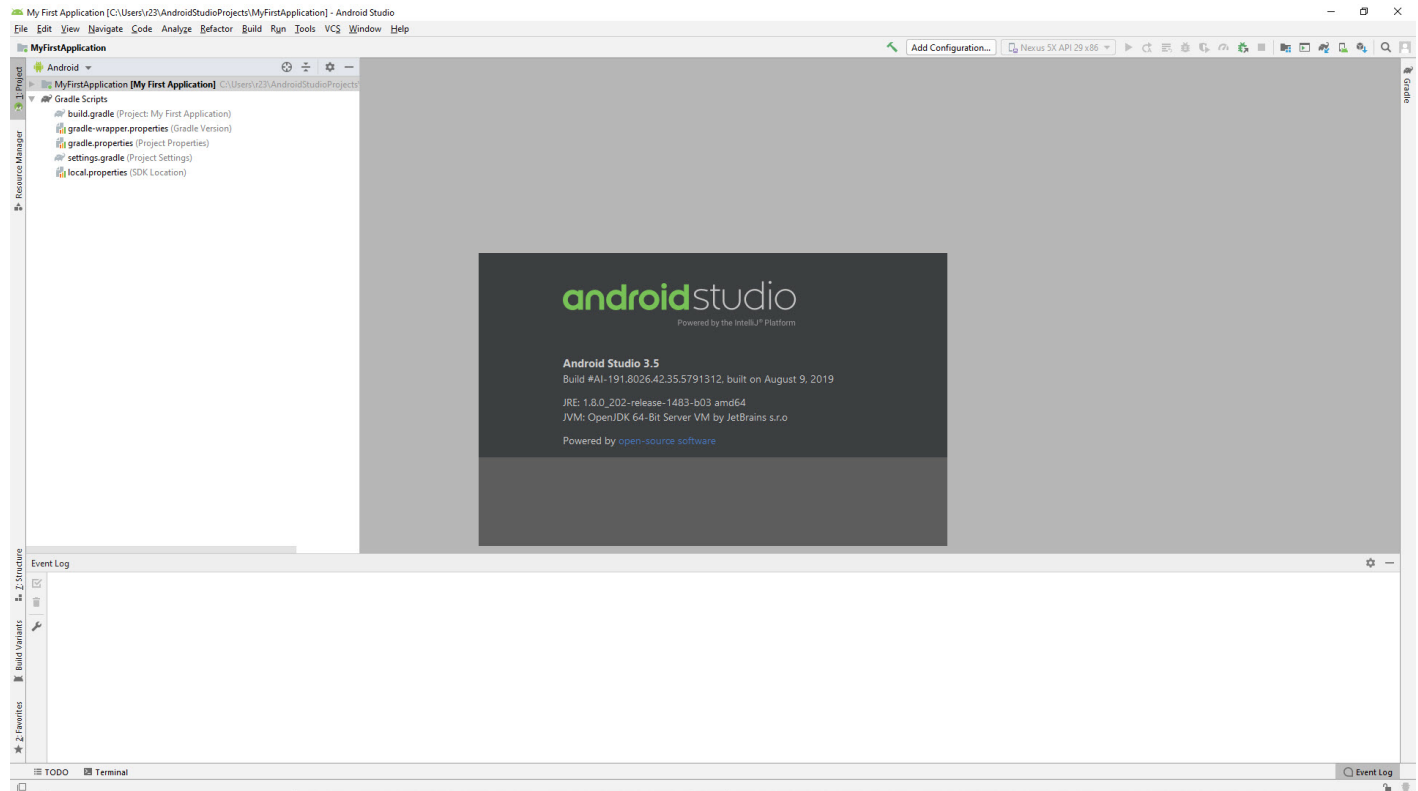 My First Application [C:\Users\r23\AndroidStudioProjects\MyFirstApplication] - Android Studio
File Edit View Navigate Code Analyze Refactor Build Run Tools VCS Window Help
MyFirstApplication
Add Configuration...
Nexus 5X API 29 x86
Android
MyFirstApplication [My First Application] C:\Users\r23\AndroidStudioProjects\
Gradle Scripts
build.gradle (Project: My First Application)
gradle-wrapper.properties (Gradle Version)
gradle.properties (Project Properties)
settings.gradle (Project Settings)
local.properties (SDK Location)
1: Project
Resource Manager
Gradle
androidstudio
Powered by the IntelliJ® Platform
Android Studio 3.5
Build #AI-191.8026.42.35.5791312, built on August 9, 2019
JRE: 1.8.0_202-release-1483-b03 amd64
JVM: OpenJDK 64-Bit Server VM by JetBrains s.r.o
Powered by open-source software
Z: Structure
Build Variants
2: Favorites
Event Log
TODO Terminal
Event Log